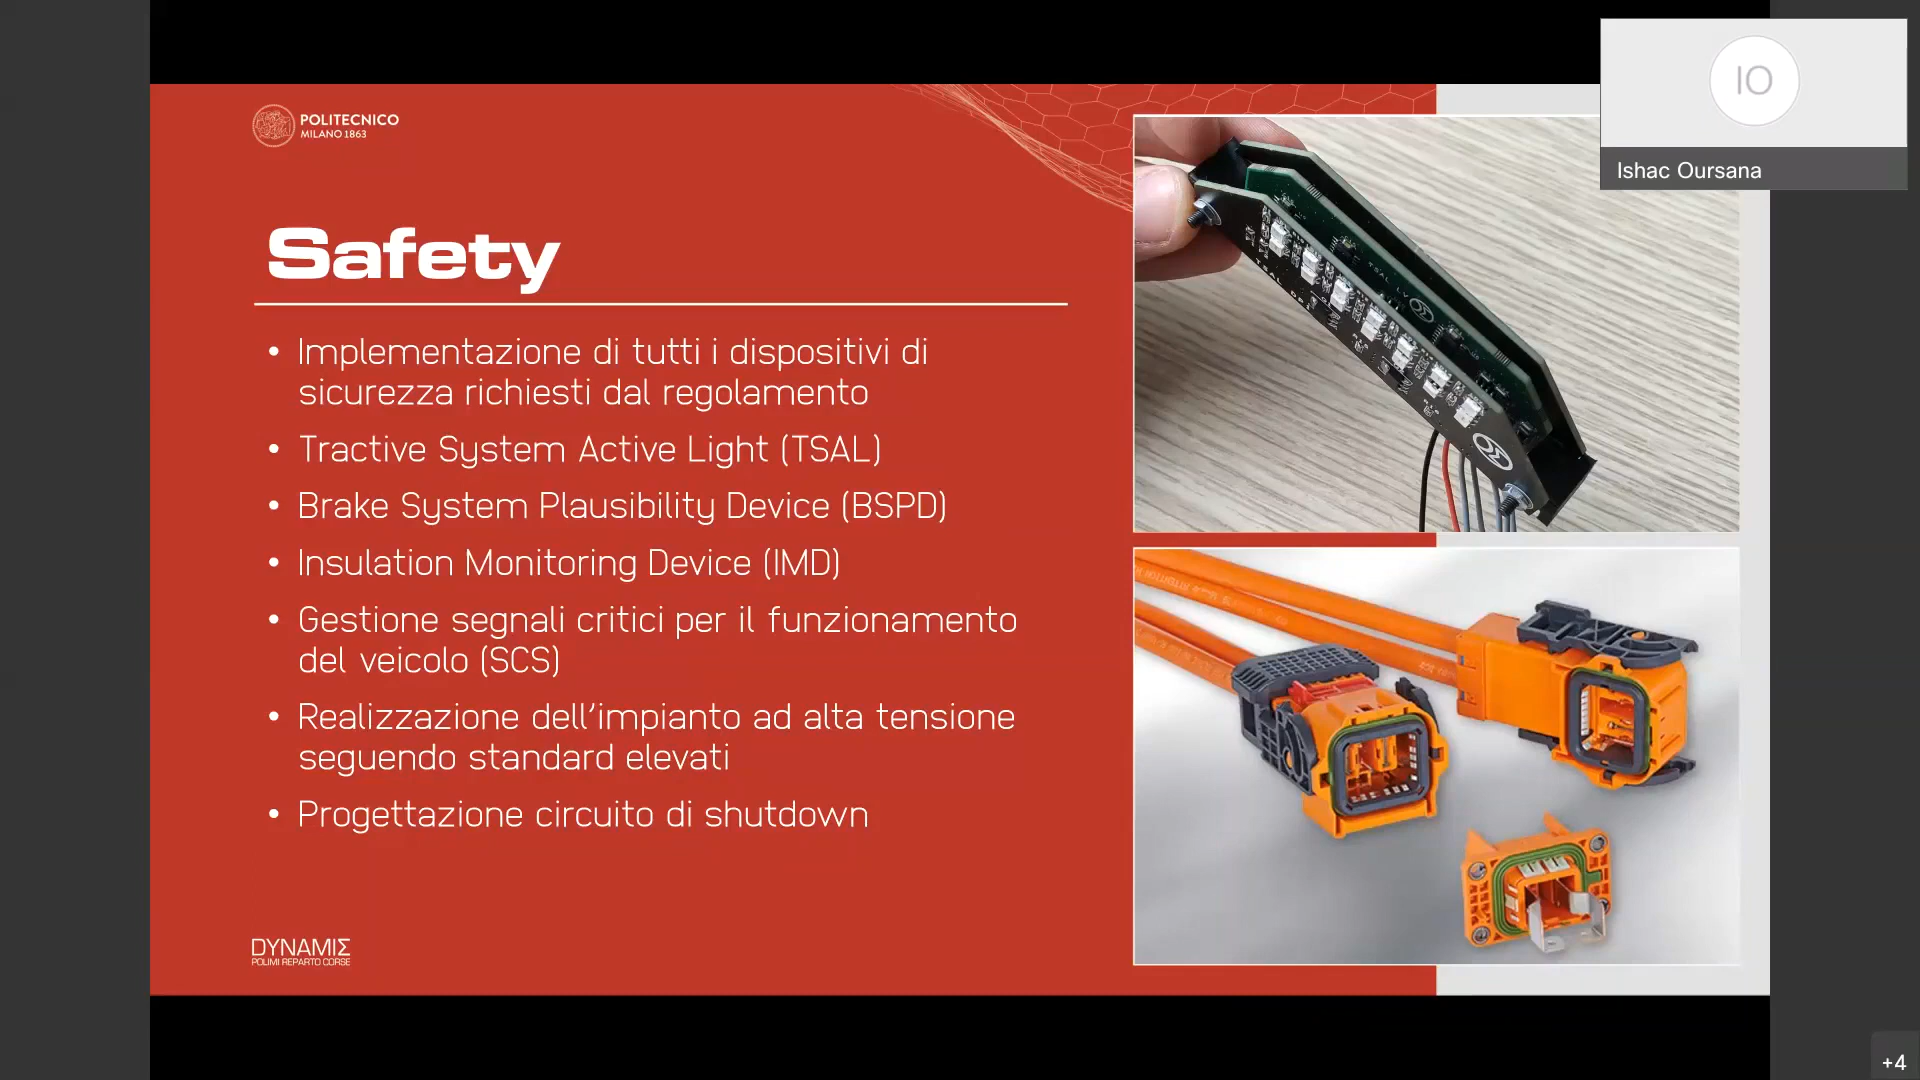 POLITECNICO
MILANO 1863
Safety
• Implementazione di tutti i dispositivi di
sicurezza richiesti dal regolamento
• Tractive System Active Light (TSAL)
• Brake System Plausibility Device (BSPD)
• Insulation Monitoring Device (IMD)
• Gestione segnali critici per il funzionamento
del veicolo (SCS)
• Realizzazione dell'impianto ad alta tensione
seguendo standard elevati
• Progettazione circuito di shutdown
DYNAMIΣ
POLIMI REPARTO CORSE
TSAL LV
IO
Ishac Oursana
+4